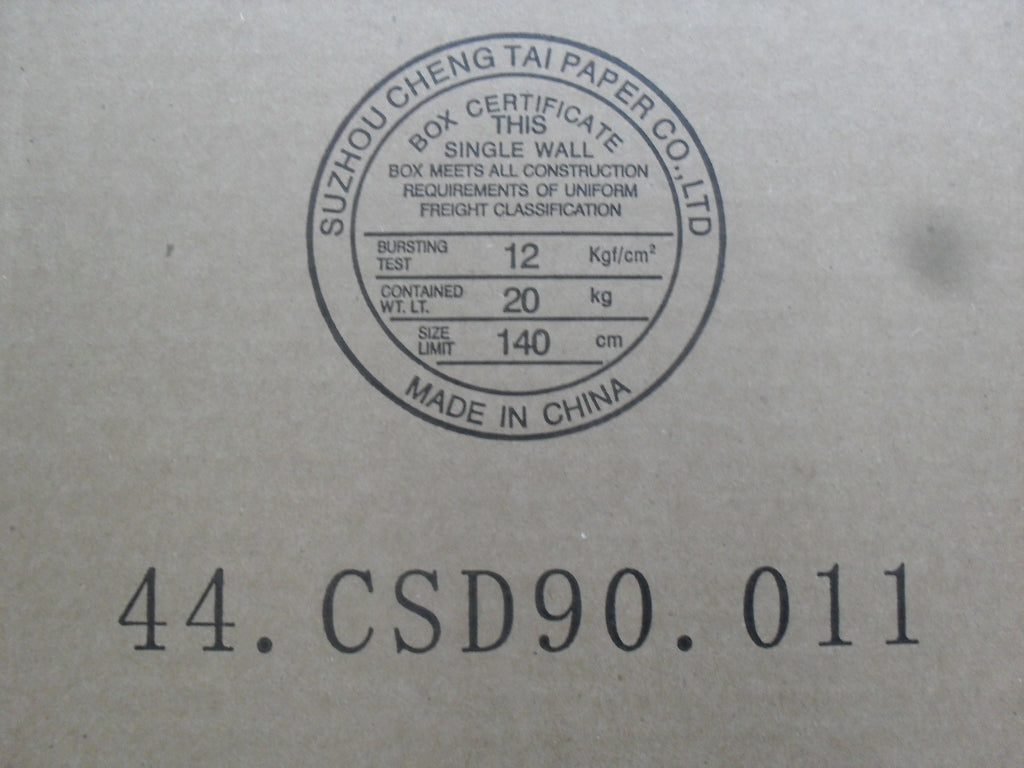 SUZHOU CHENG TAI PAPER CO.,LTD
BOX CERTIFICATE
THIS
SINGLE WALL
BOX MEETS ALL CONSTRUCTION
REQUIREMENTS OF UNIFORM
FREIGHT CLASSIFICATION
BURSTING TEST 12 Kgf/cm²
CONTAINED WT. LT. 20 kg
SIZE LIMIT 140 cm
MADE IN CHINA
44.CSD90.011